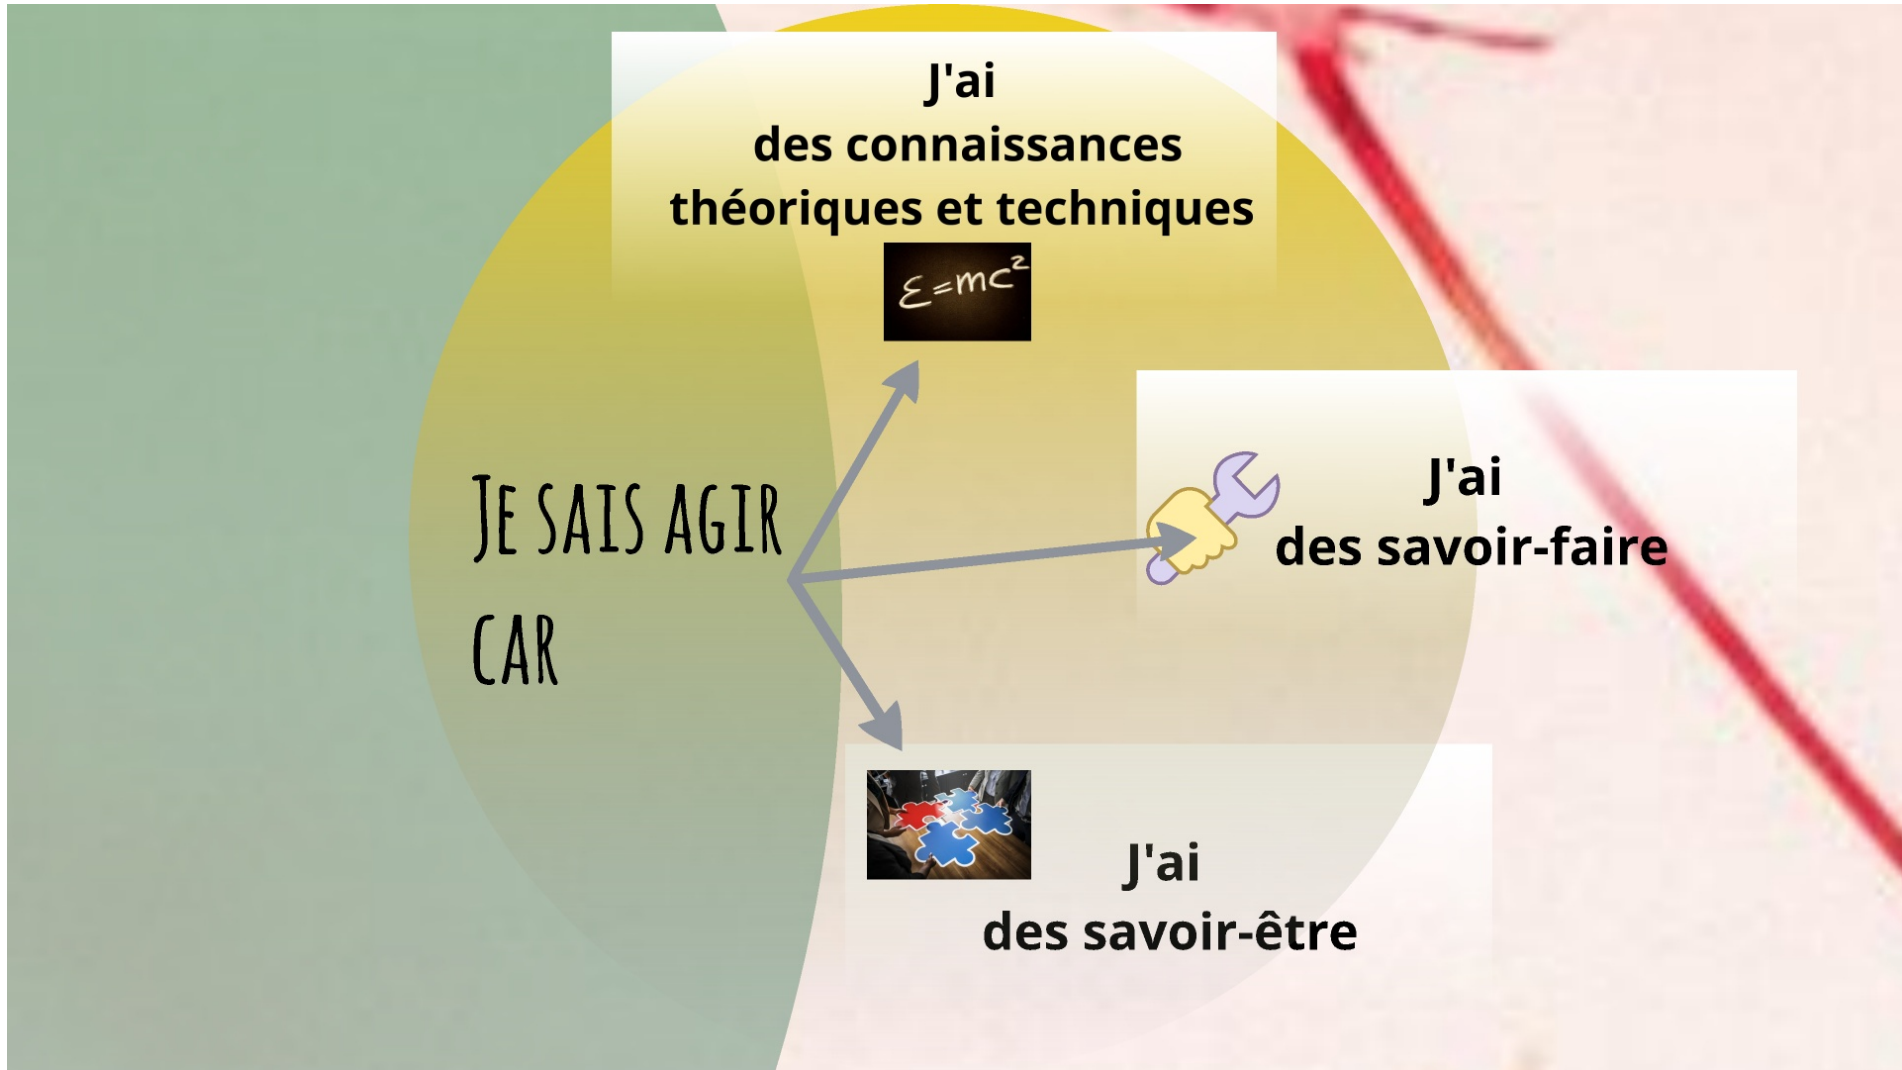 J'ai
des connaissances
théoriques et techniques
ε=mc²
Je sais agir
car
J'ai
des savoir-faire
J'ai
des savoir-être